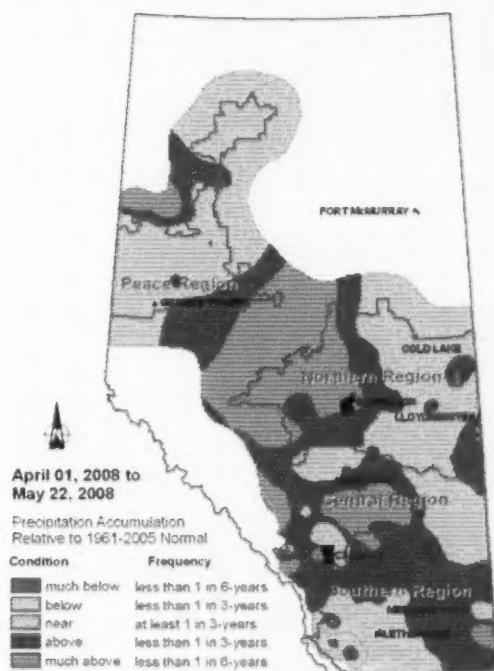 FORT McMURRAY
Peace Region
COLD LAKE
Northern Region
Central Region
Southern Region
N
April 01, 2008 to
May 22, 2008
Precipitation Accumulation
Relative to 1961-2005 Normal
Condition Frequency
much below less than 1 in 6-years
below less than 1 in 3-years
near at least 1 in 3-years
above less than 1 in 3-years
much above less than 1 in 6-years